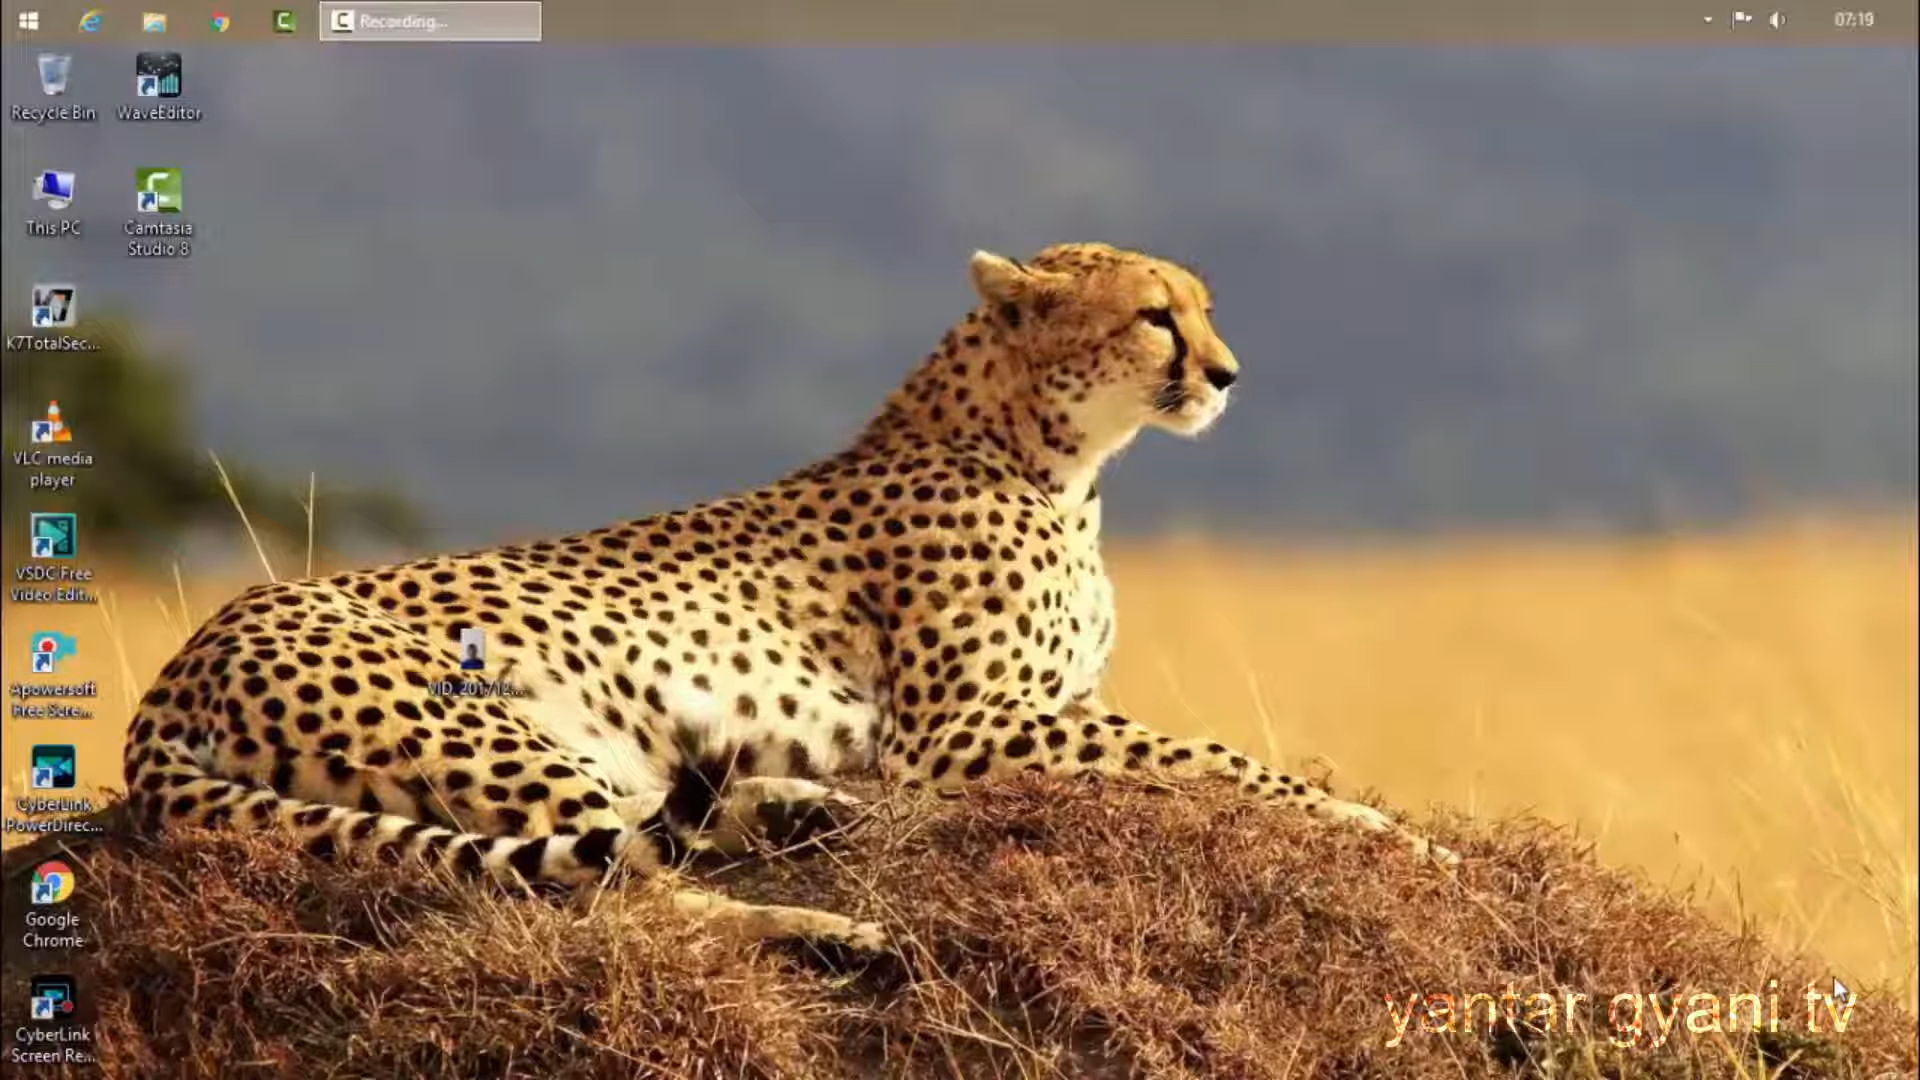 Recording...
07:19
Recycle Bin
WaveEditor
This PC
Camtasia
Studio 8
K7TotalSec...
VLC media
player
VSDC Free
Video Edit...
VID_201712...
Apowersoft
Free Scre...
CyberLink
PowerDirec...
Google
Chrome
CyberLink
Screen Re...
yantar gyani tv